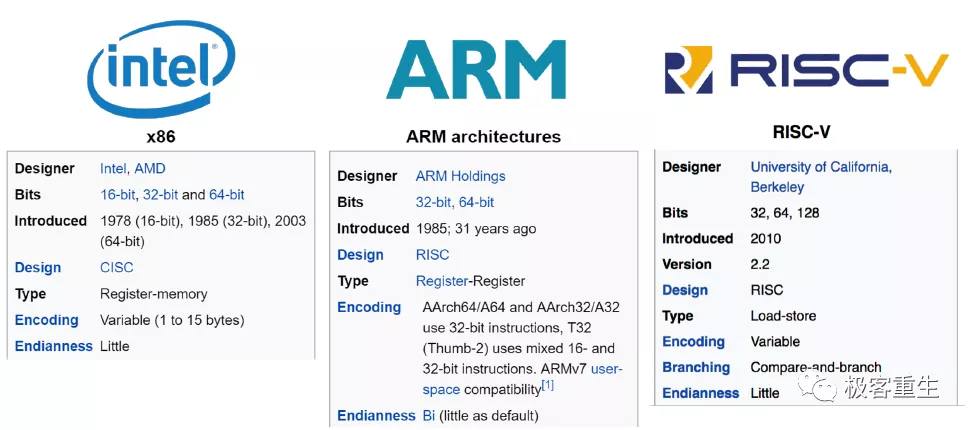 intel
x86
Designer Intel, AMD
Bits 16-bit, 32-bit and 64-bit
Introduced 1978 (16-bit), 1985 (32-bit), 2003
(64-bit)
Design CISC
Type Register-memory
Encoding Variable (1 to 15 bytes)
Endianness Little
ARM
ARM architectures
Designer ARM Holdings
Bits 32-bit, 64-bit
Introduced 1985; 31 years ago
Design RISC
Type Register-Register
Encoding AArch64/A64 and AArch32/A32
use 32-bit instructions, T32
(Thumb-2) uses mixed 16- and
32-bit instructions. ARMv7 user-
space compatibility[1]
Endianness Bi (little as default)
RISC-V
RISC-V
Designer University of California,
Berkeley
Bits 32, 64, 128
Introduced 2010
Version 2.2
Design RISC
Type Load-store
Encoding Variable
Branching Compare-and-branch
Endianness Little
极客重生